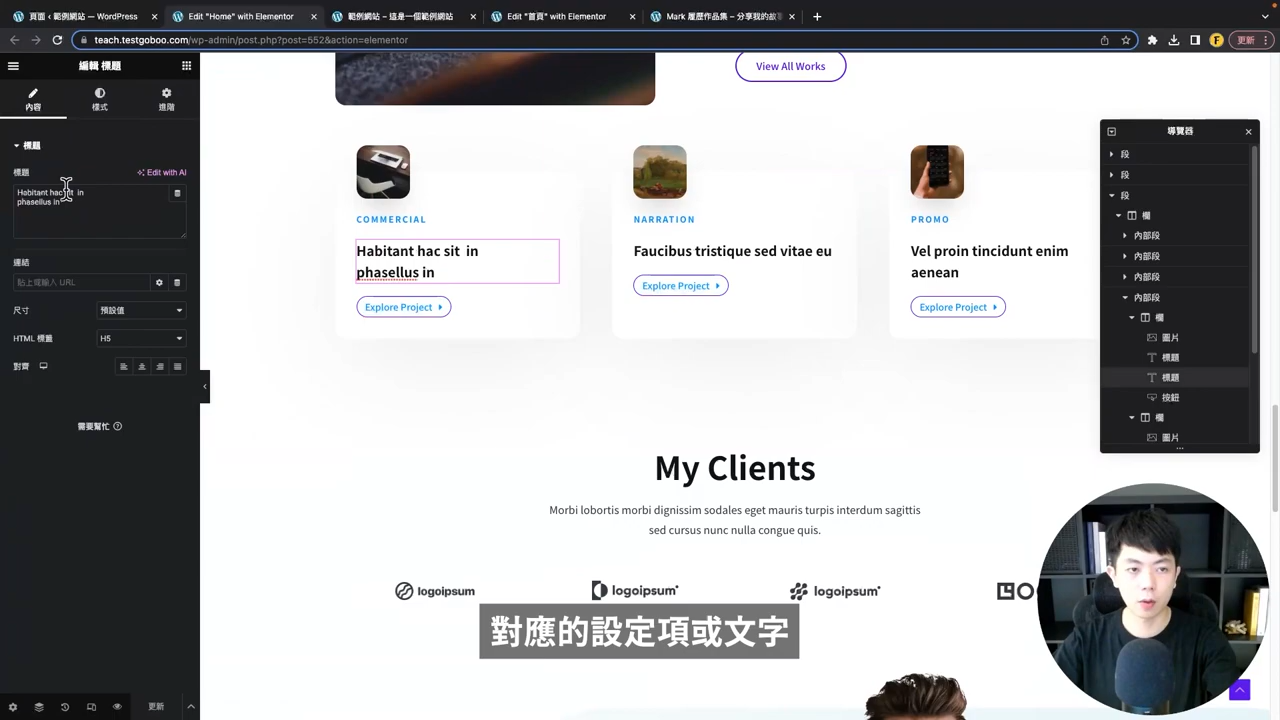 頁面 ‹ 範例網站 — WordPress
Edit "Home" with Elementor
範例網站 – 這是一個範例網站
Edit "首頁" with Elementor
Mark 履歷作品集 – 分享我的故
teach.testgoboo.com/wp-admin/post.php?post=552&action=elementor
更新
編輯 標題
內容
樣式
進階
標題
標題
Edit with AI
Habitant hac sit in
phasellus in
連結
貼上或輸入 URL
尺寸
預設值
HTML 標籤
H5
對齊
需要幫忙
更新
View All Works
COMMERCIAL
Habitant hac sit in
phasellus in
Explore Project
NARRATION
Faucibus tristique sed vitae eu
Explore Project
PROMO
Vel proin tincidunt enim
aenean
Explore Project
導覽器
段
段
段
欄
內部段
內部段
內部段
內部段
欄
圖片
標題
標題
按鈕
欄
圖片
My Clients
Morbi lobortis morbi dignissim sodales eget mauris turpis interdum sagittis
sed cursus nunc nulla congue quis.
logoipsum
logoipsum
logoipsum
對應的設定項或文字